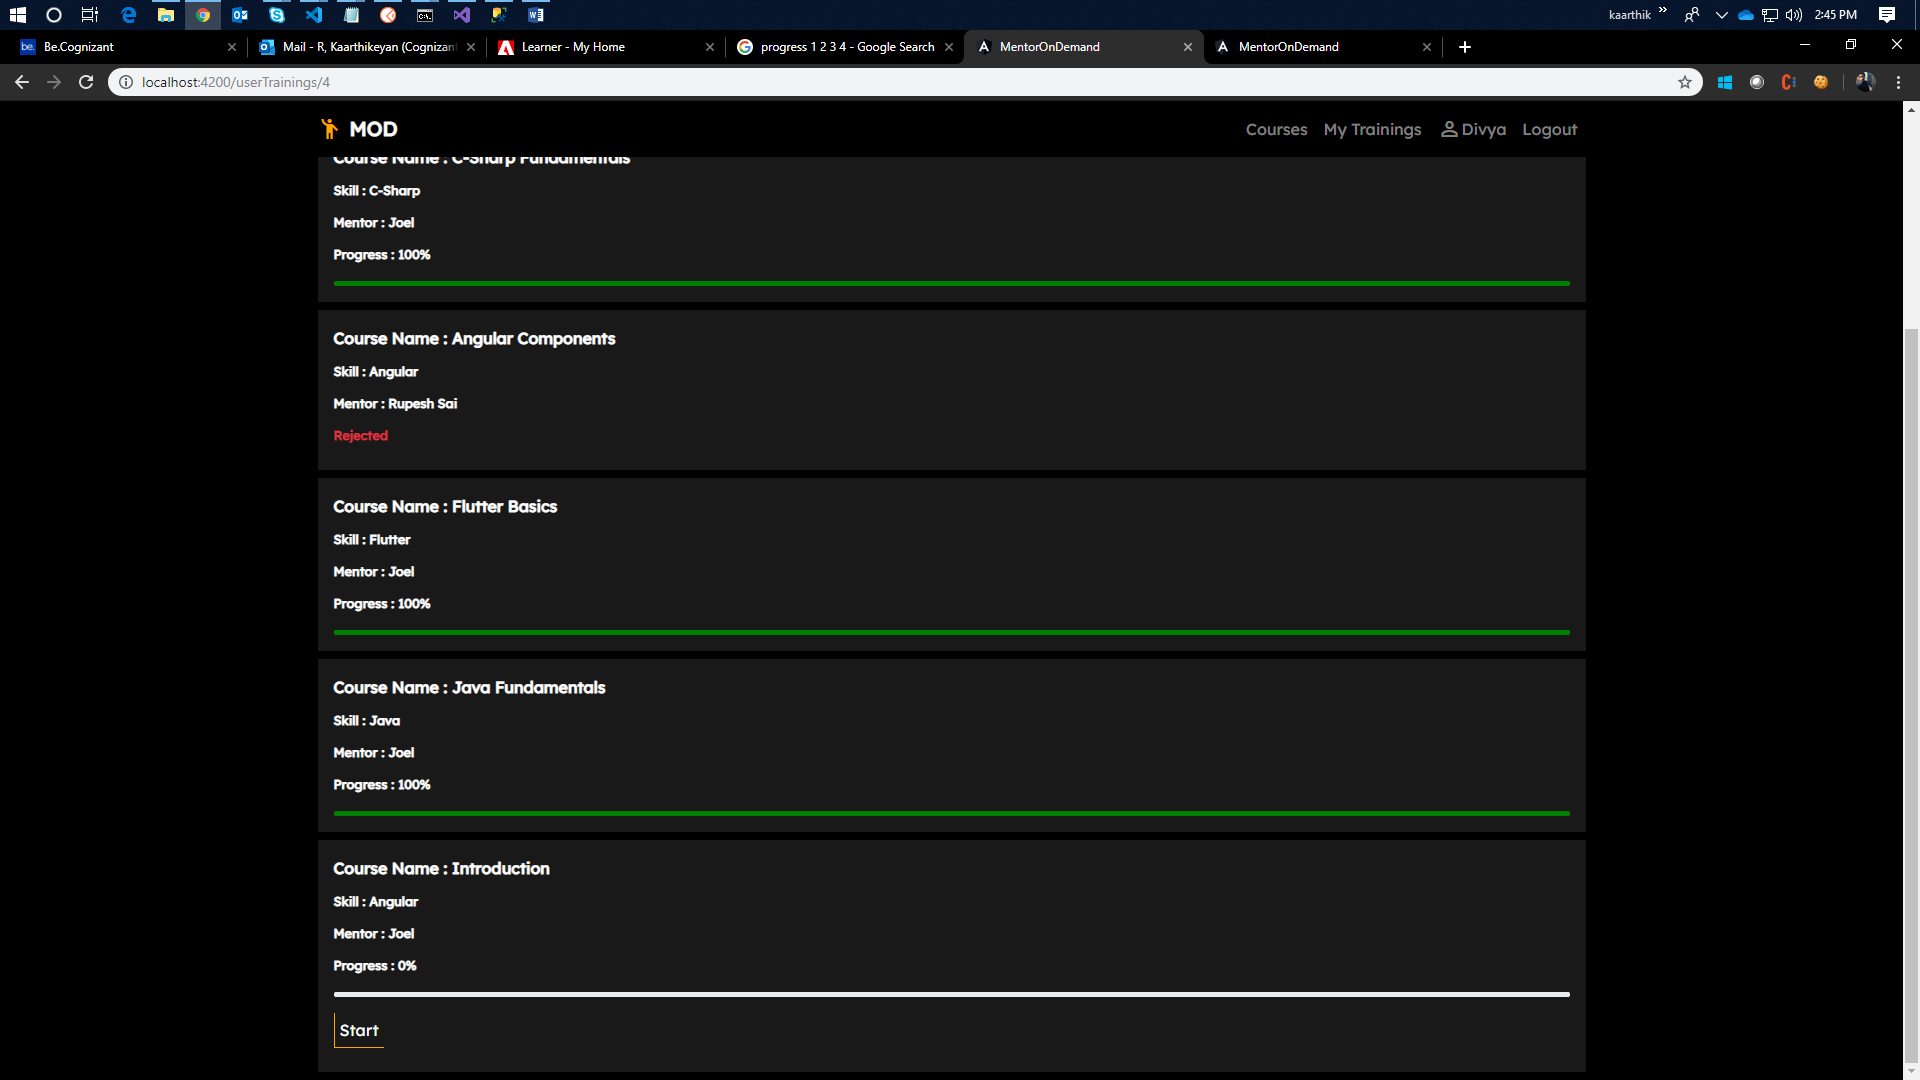 kaarthik
2:45 PM
be. Be.Cognizant
Mail - R, Kaarthikeyan (Cognizant
Learner - My Home
progress 1 2 3 4 - Google Search
MentorOnDemand
MentorOnDemand
localhost:4200/userTrainings/4
MOD
Courses
My Trainings
Divya
Logout
Course Name : C-Sharp Fundamentals
Skill : C-Sharp
Mentor : Joel
Progress : 100%
Course Name : Angular Components
Skill : Angular
Mentor : Rupesh Sai
Rejected
Course Name : Flutter Basics
Skill : Flutter
Mentor : Joel
Progress : 100%
Course Name : Java Fundamentals
Skill : Java
Mentor : Joel
Progress : 100%
Course Name : Introduction
Skill : Angular
Mentor : Joel
Progress : 0%
Start